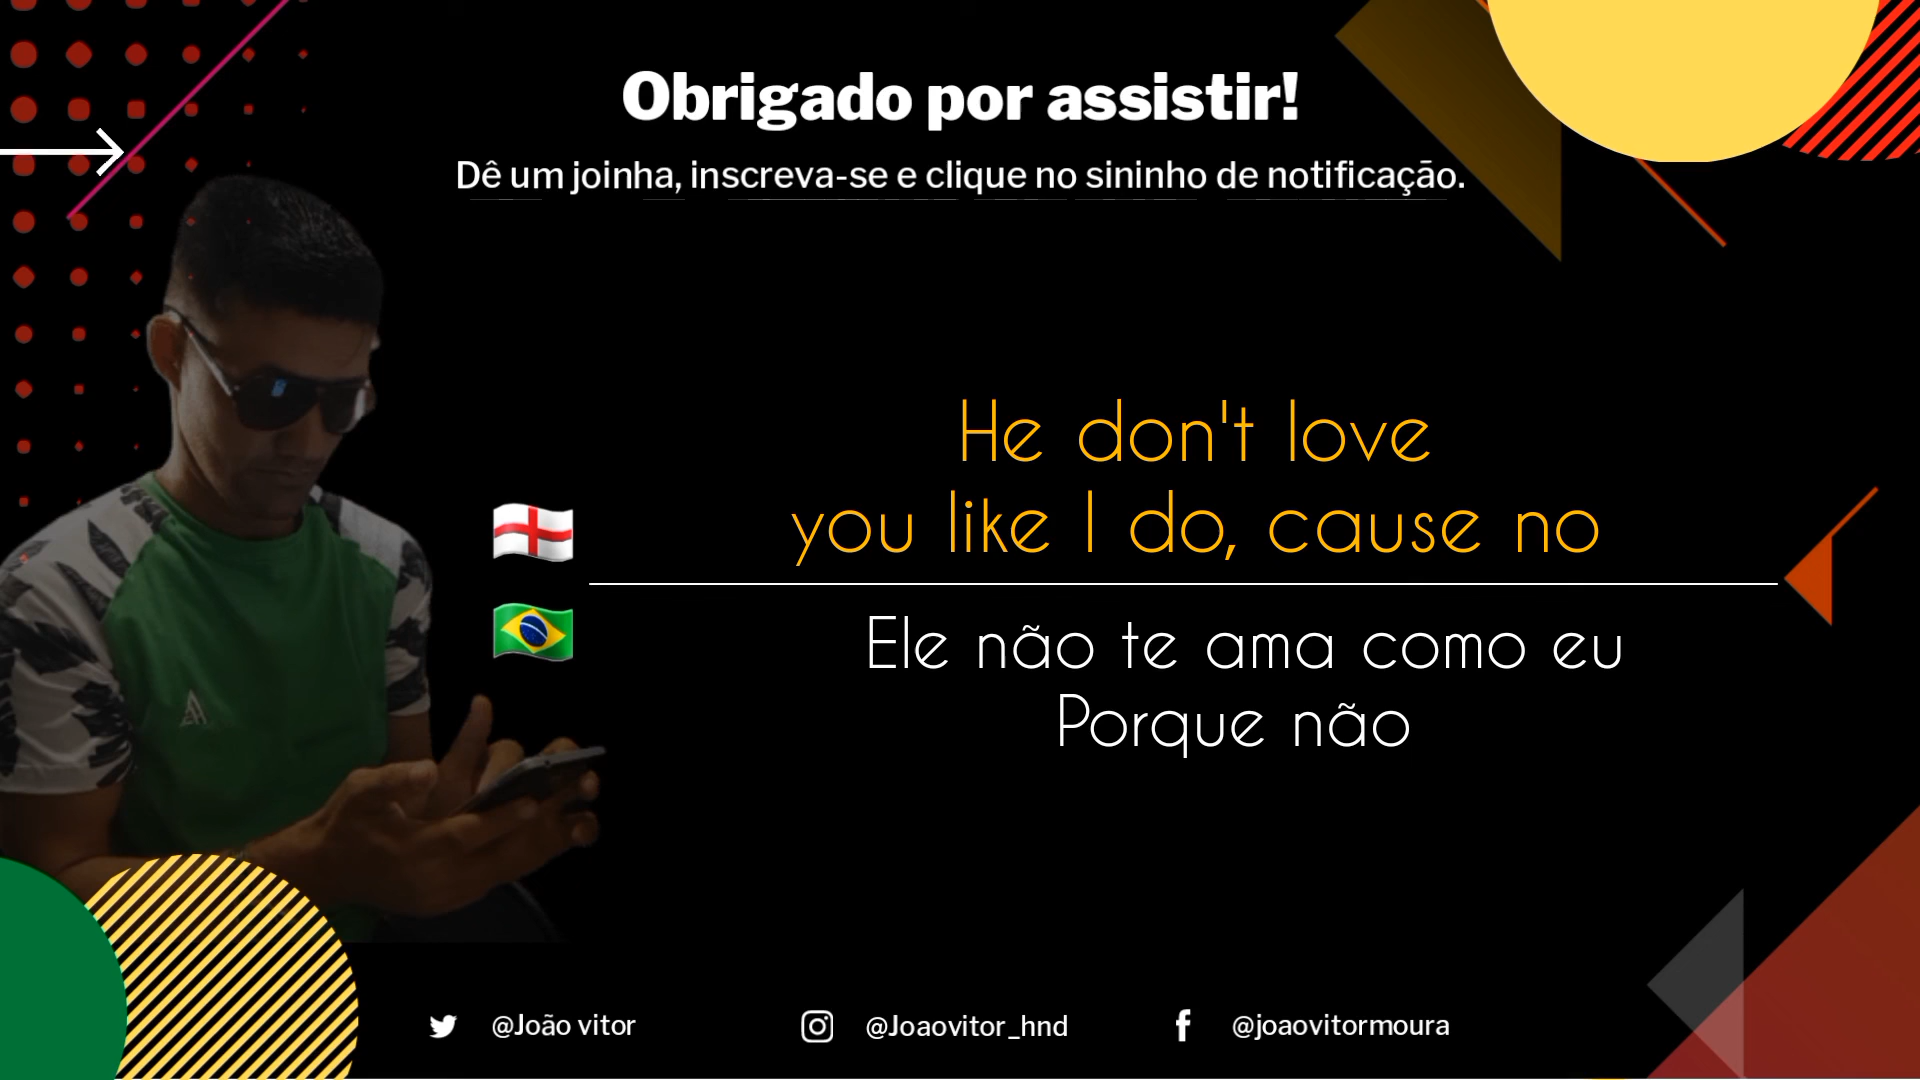 Obrigado por assistir!
Dê um joinha, inscreva-se e clique no sininho de notificação.
He don't love
you like I do, cause no
Ele não te ama como eu
Porque não
@João vitor
@Joaovitor_hnd
@joaovitormoura